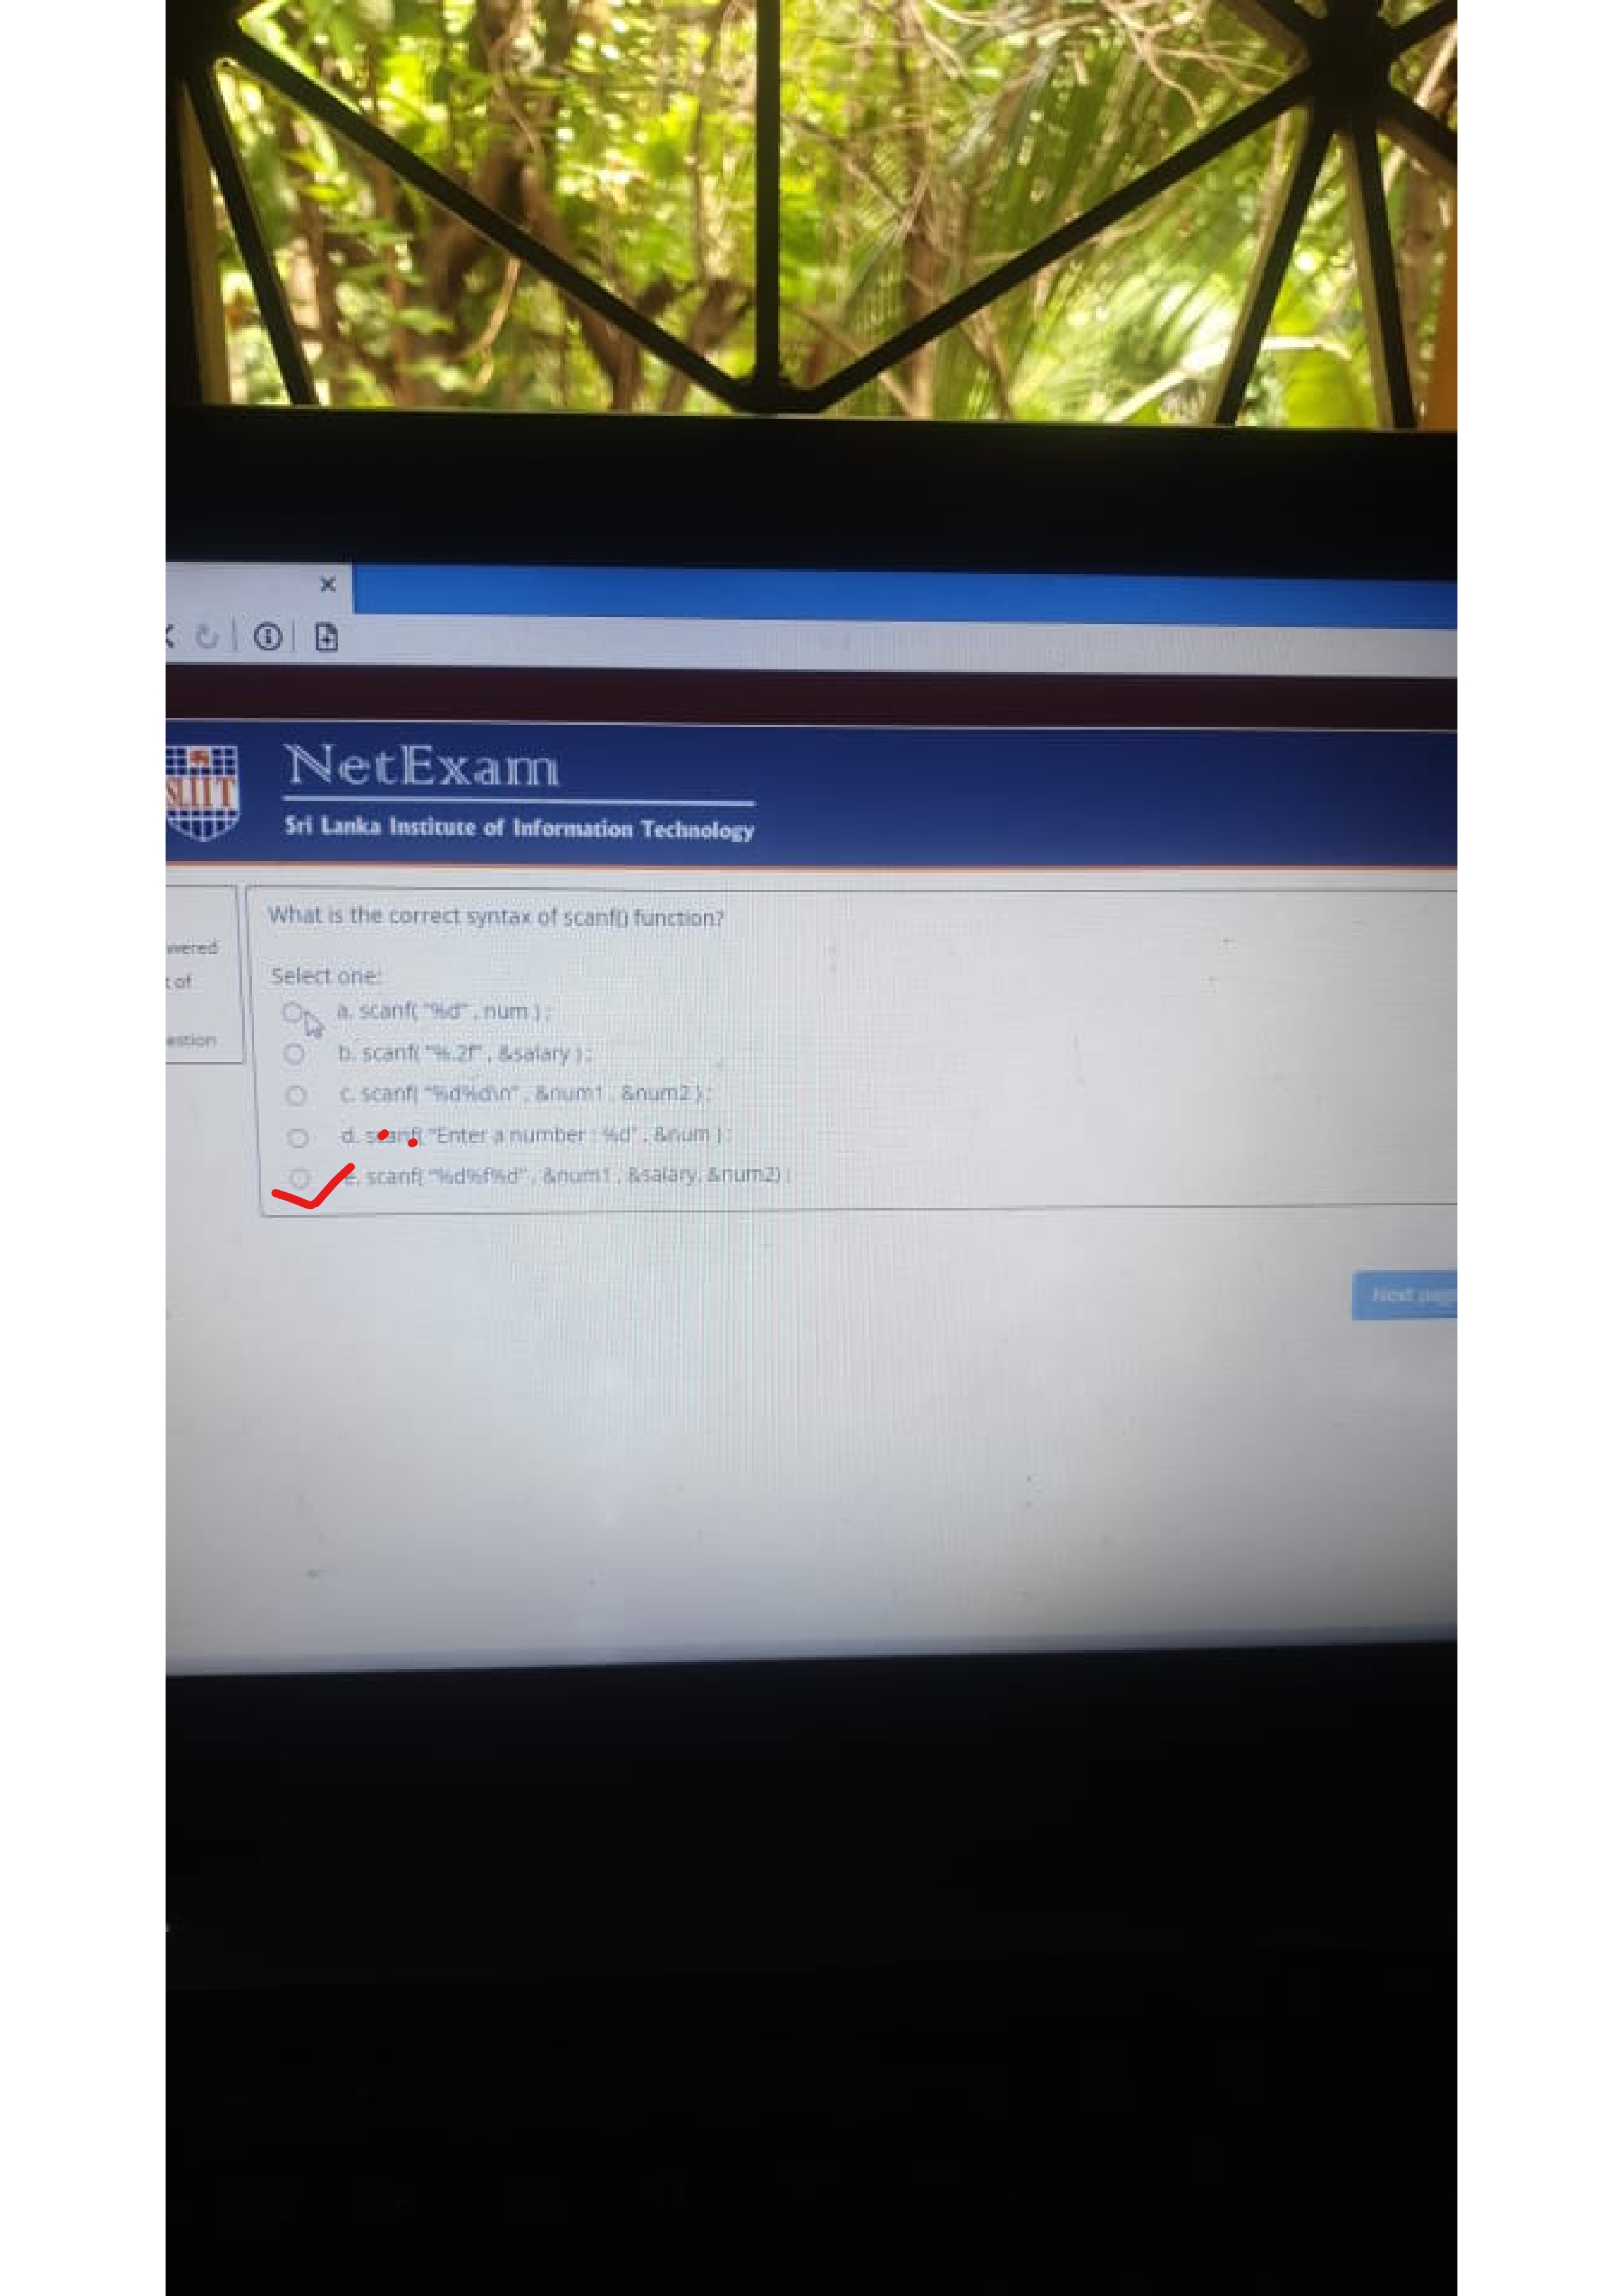 SLIIT
NetExam
Sri Lanka Institute of Information Technology
wered
of
estion
What is the correct syntax of scanf() function?
Select one:
a. scanf( "%d" , num ) ;
b. scanf( "%.2f" , &salary ) ;
c. scanf( "%d%d\n" , &num1 , &num2 ) ;
d. scanf( "Enter a number : %d" , &num ) ;
e. scanf( "%d%f%d" , &num1 , &salary, &num2) ;
Next page